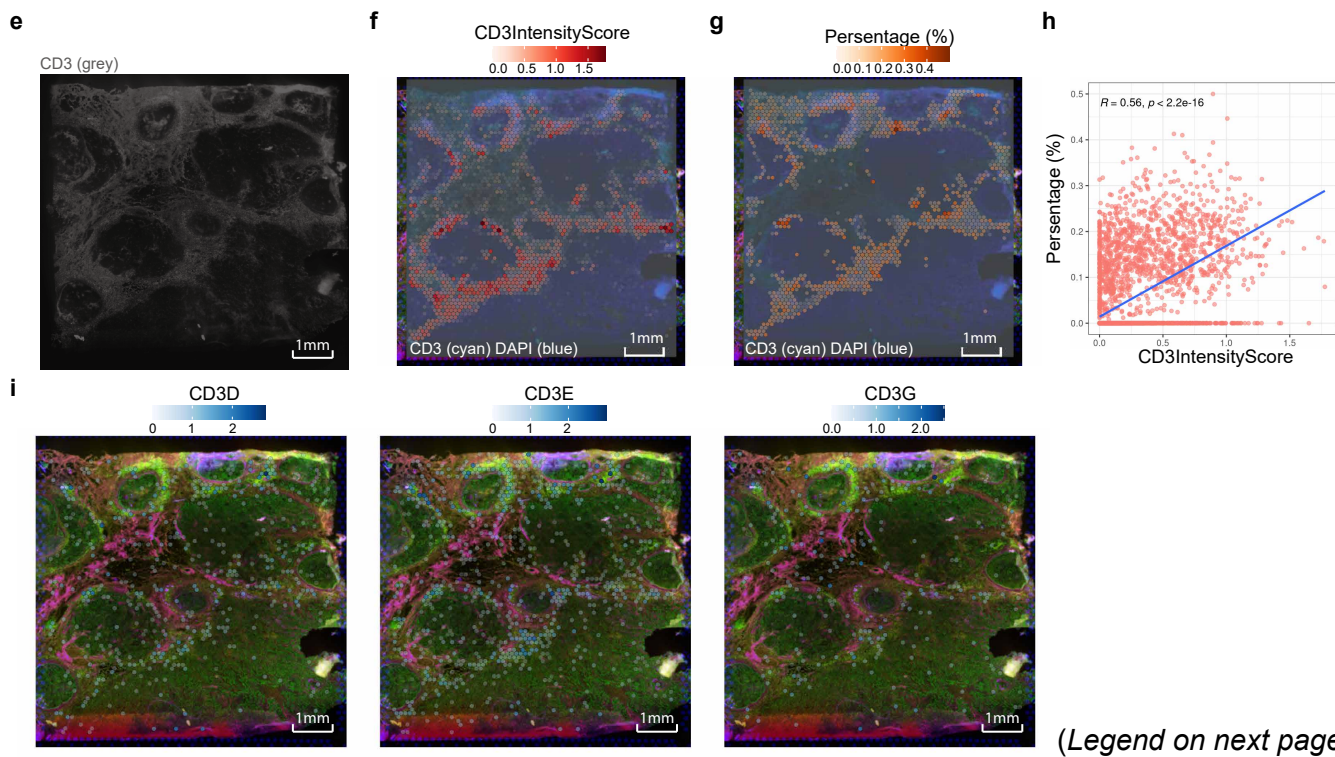 e
CD3 (grey)
1mm
f
CD3IntensityScore
0.0 0.5 1.0 1.5
CD3 (cyan) DAPI (blue)
1mm
g
Persentage (%)
0.0 0.1 0.2 0.3 0.4
CD3 (cyan) DAPI (blue)
1mm
h
R = 0.56, p < 2.2e-16
Persentage (%)
0.5
0.4
0.3
0.2
0.1
0.0
0.0 0.5 1.0 1.5
CD3IntensityScore
i
CD3D
0 1 2
1mm
CD3E
0 1 2
1mm
CD3G
0.0 1.0 2.0
1mm
(Legend on next page